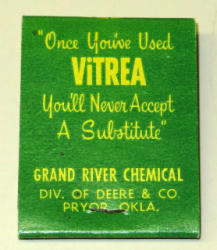 "Once You've Used
ViTREA
You'll Never Accept
A Substitute"
GRAND RIVER CHEMICAL
DIV. OF DEERE & CO.
PRYOR, OKLA.